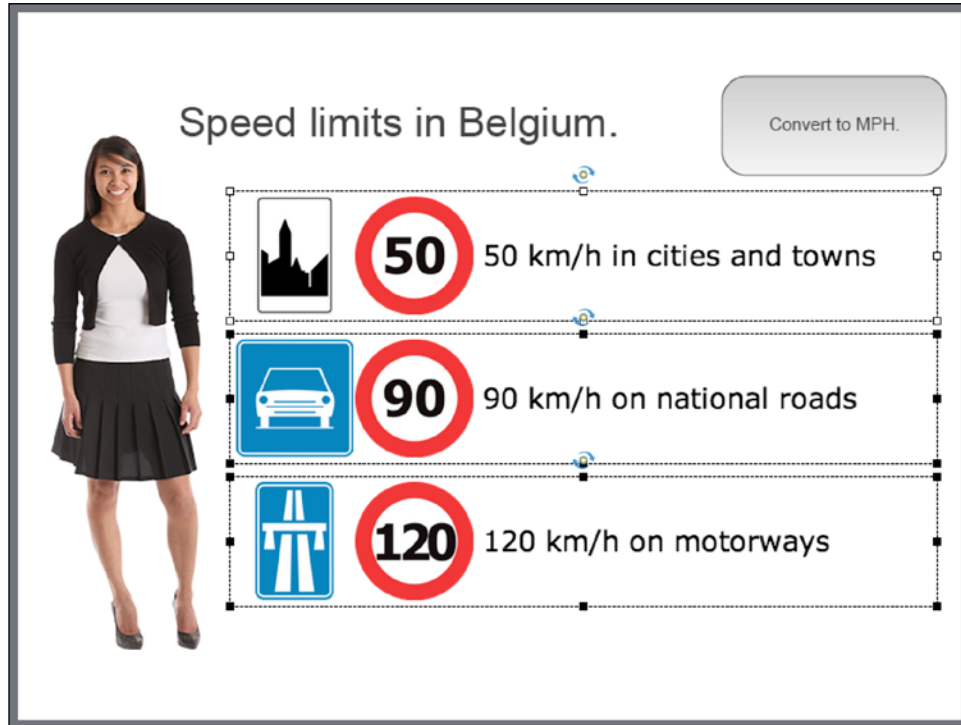 Speed limits in Belgium.
Convert to MPH.
50
50 km/h in cities and towns
90
90 km/h on national roads
120
120 km/h on motorways